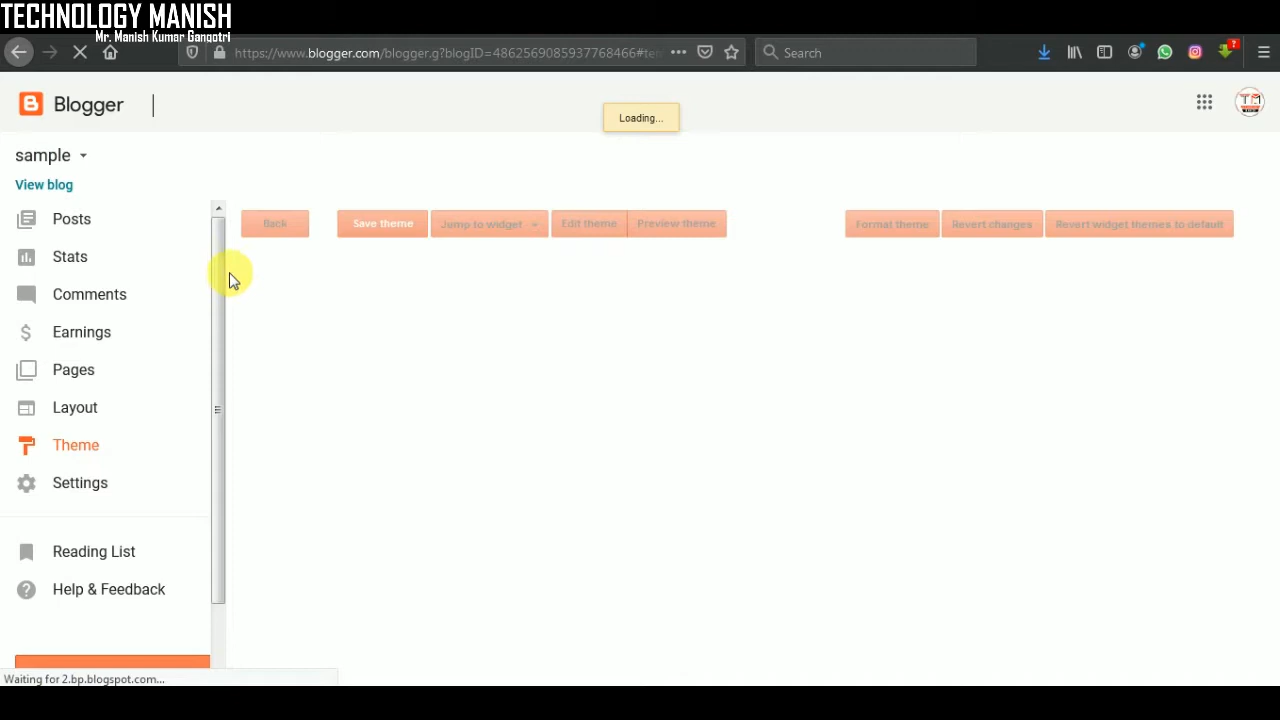 TECHNOLOGY MANISH
Mr. Manish Kumar Gangotri
https://www.blogger.com/blogger.g?blogID=4862569085937768466#te
Search
?
Blogger
Loading...
TM
sample
View blog
Back
Save theme
Jump to widget
Edit theme
Preview theme
Format theme
Revert changes
Revert widget themes to default
Posts
Stats
Comments
Earnings
Pages
Layout
Theme
Settings
Reading List
Help & Feedback
Waiting for 2.bp.blogspot.com...